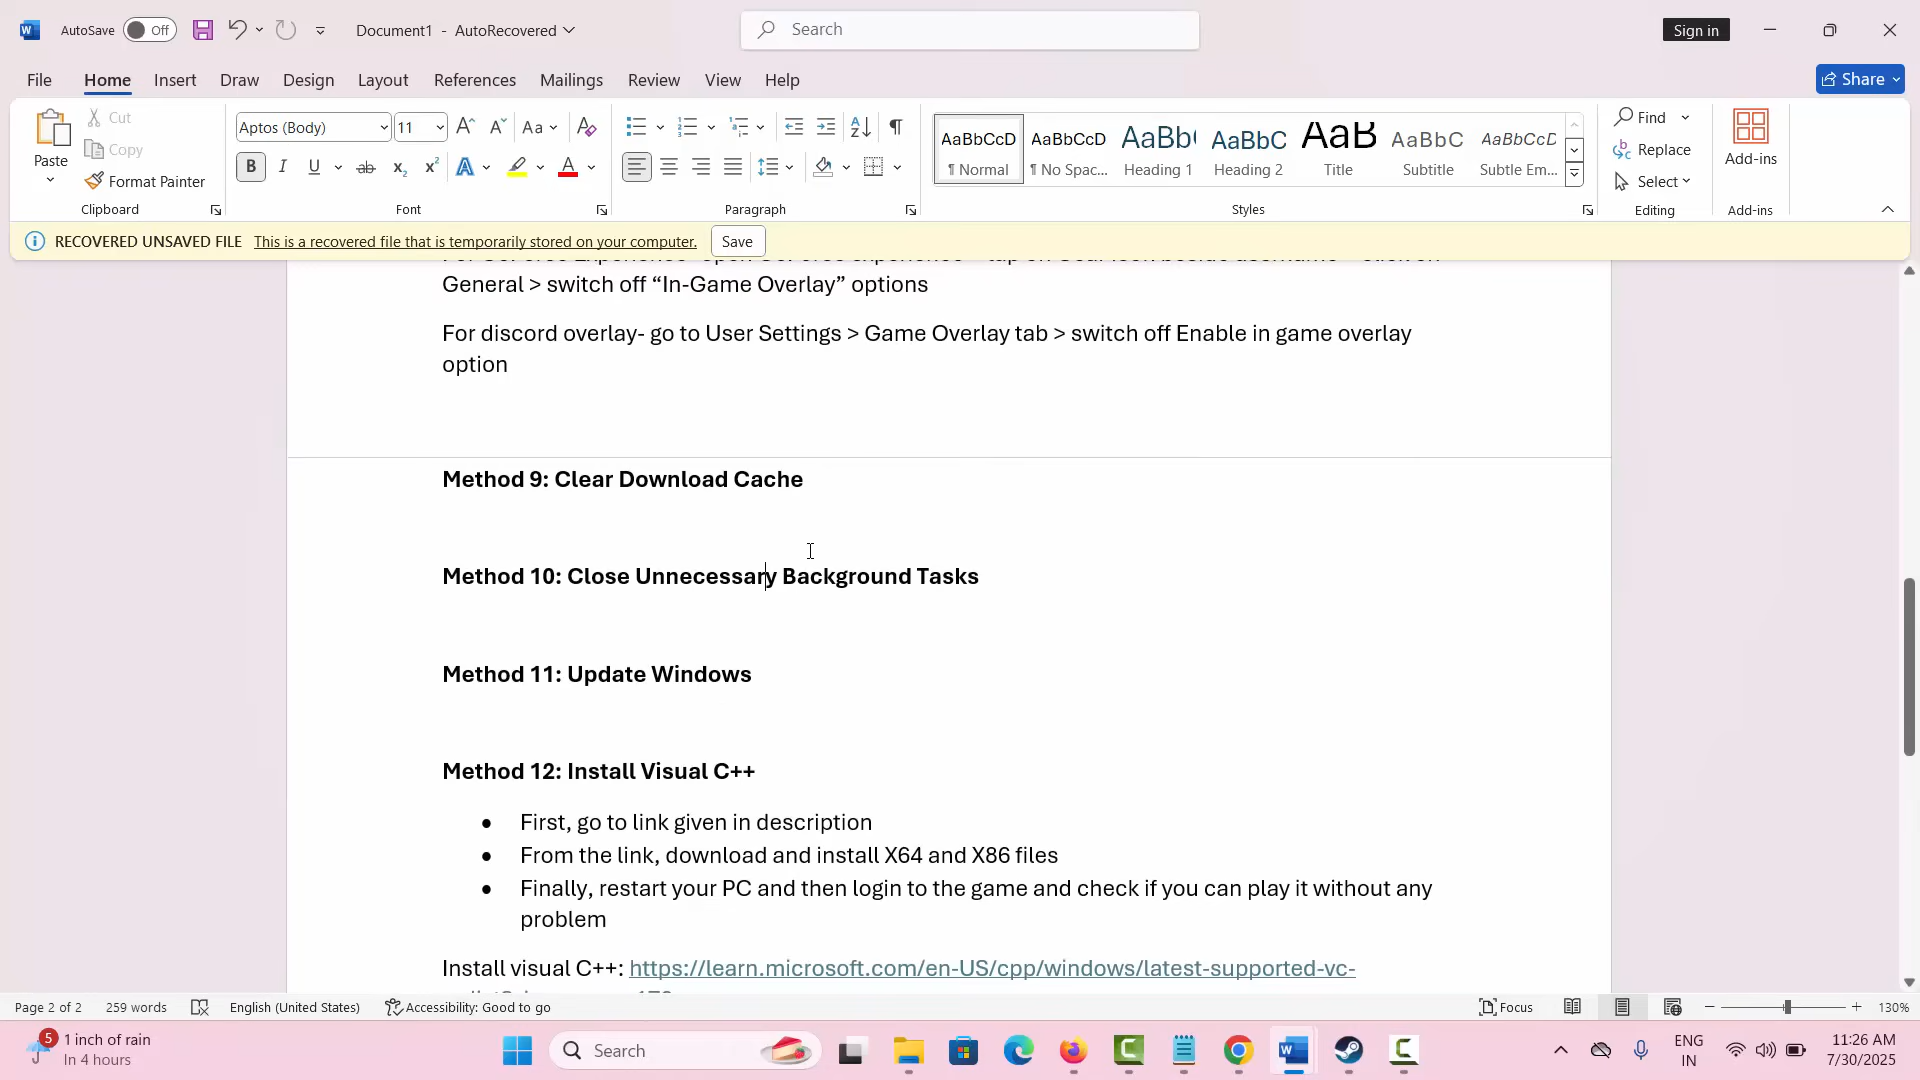 AutoSave Off Document1 - AutoRecovered Search Sign in
File Home Insert Draw Design Layout References Mailings Review View Help Share
Paste Cut Copy Format Painter Clipboard
Aptos (Body) 11 Aa
B I U ab x₂ x² A A
Font
Paragraph
AaBbCcD AaBbCcD AaBb( AaBbC AaB AaBbC AaBbCcD
¶ Normal ¶ No Spac... Heading 1 Heading 2 Title Subtitle Subtle Em...
Styles
Find
Replace
Select
Editing
Add-ins
Add-ins
RECOVERED UNSAVED FILE This is a recovered file that is temporarily stored on your computer. Save
General > switch off “In-Game Overlay” options
For discord overlay- go to User Settings > Game Overlay tab > switch off Enable in game overlay
option
Method 9: Clear Download Cache
Method 10: Close Unnecessary Background Tasks
Method 11: Update Windows
Method 12: Install Visual C++
• First, go to link given in description
• From the link, download and install X64 and X86 files
• Finally, restart your PC and then login to the game and check if you can play it without any
problem
Install visual C++: https://learn.microsoft.com/en-US/cpp/windows/latest-supported-vc-
Page 2 of 2 259 words English (United States) Accessibility: Good to go Focus 130%
5 1 inch of rain
In 4 hours
Search
ENG
IN
11:26 AM
7/30/2025